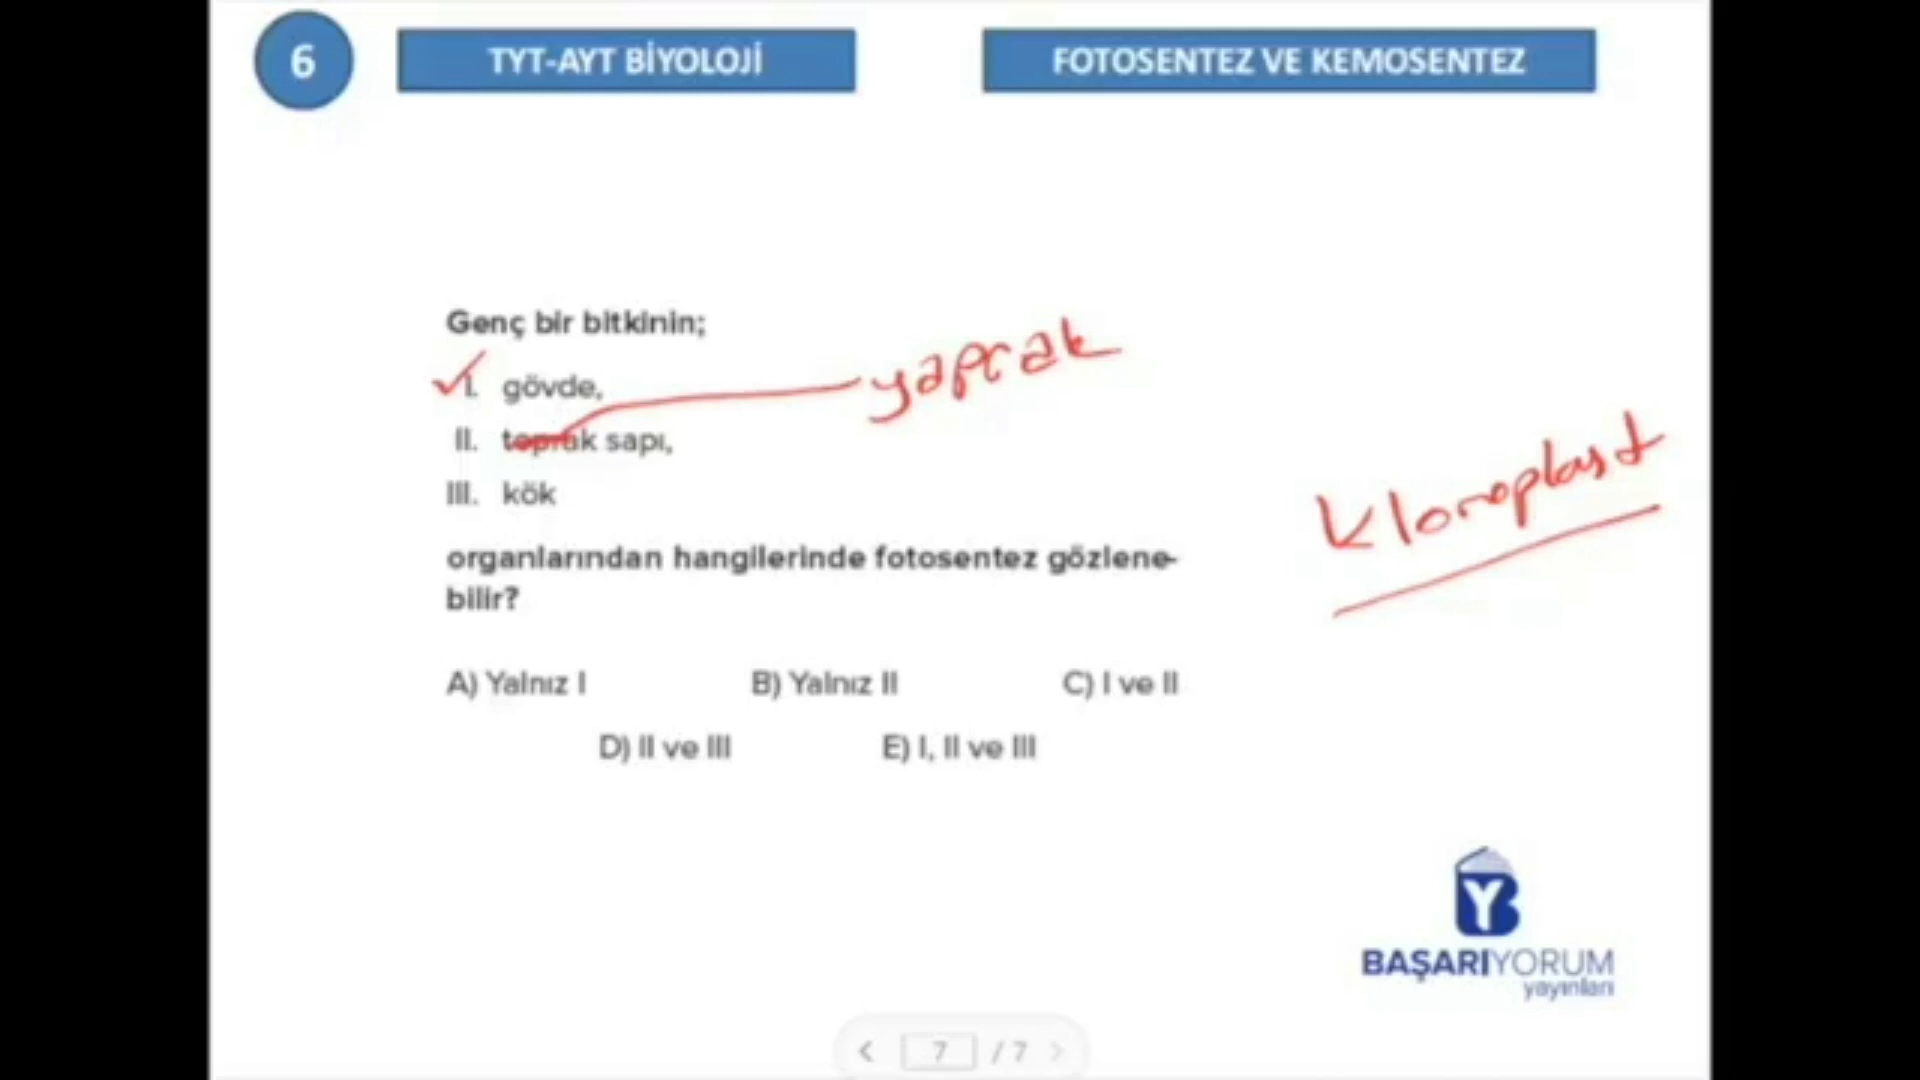 6
TYT-AYT BİYOLOJİ
FOTOSENTEZ VE KEMOSENTEZ
Genç bir bitkinin;
I. gövde,
yaprak
II. toprak sapı,
III. kök
kloroplast
organlarından hangilerinde fotosentez gözlene-
bilir?
A) Yalnız I
B) Yalnız II
C) I ve II
D) II ve III
E) I, II ve III
BAŞARIYORUM
yayınları
7 / 7